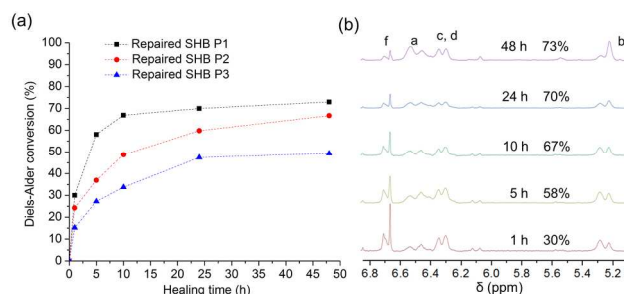 (a)
Diels-Alder conversion (%)
100
90
80
70
60
50
40
30
20
10
0
Repaired SHB P1
Repaired SHB P2
Repaired SHB P3
0 5 10 15 20 25 30 35 40 45 50
Healing time (h)
(b)
f a c, d b
48 h 73%
24 h 70%
10 h 67%
5 h 58%
1 h 30%
6.8 6.6 6.4 6.2 6.0 5.8 5.6 5.4 5.2
δ (ppm)